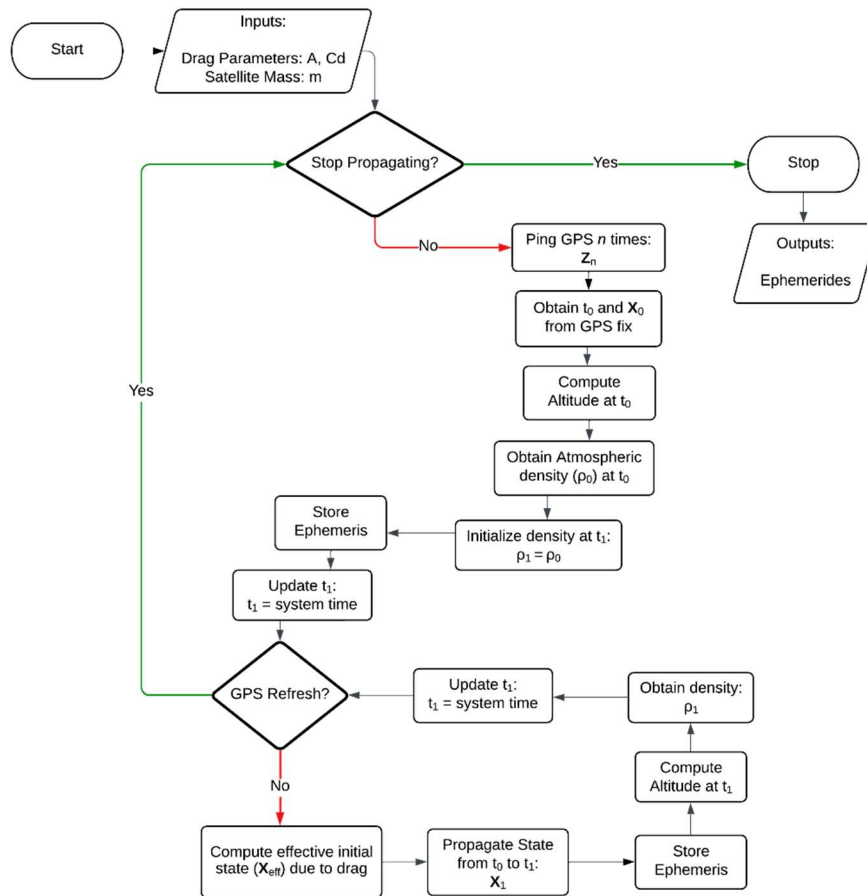 Start
Inputs:
Drag Parameters: A, Cd
Satellite Mass: m
Stop Propagating?
Yes
Stop
Outputs:
Ephemerides
No
Ping GPS n times:
Zₙ
Obtain t₀ and X₀
from GPS fix
Compute
Altitude at t₀
Obtain Atmospheric
density (ρ₀) at t₀
Initialize density at t₁:
ρ₁ = ρ₀
Store
Ephemeris
Update t₁:
t₁ = system time
GPS Refresh?
Yes
No
Compute effective initial
state (Xeff) due to drag
Propagate State
from t₀ to t₁:
X₁
Store
Ephemeris
Compute
Altitude at t₁
Obtain density:
ρ₁
Update t₁:
t₁ = system time